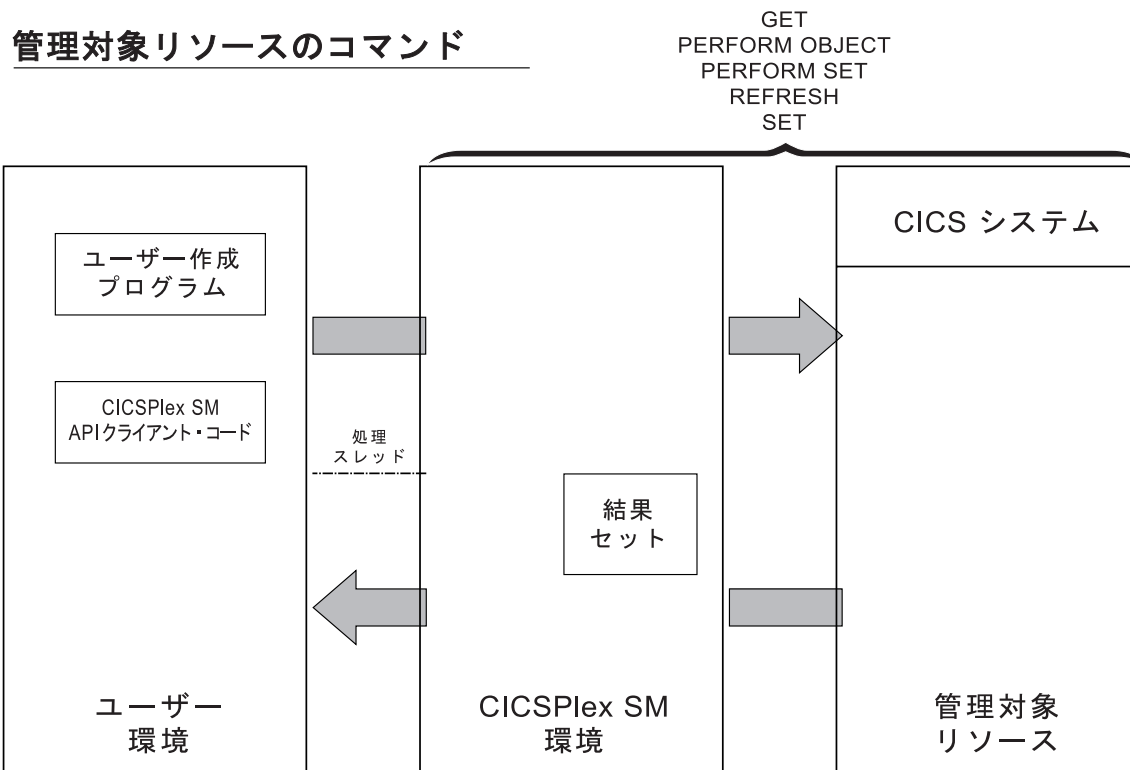 管理対象リソースのコマンド
GET
PERFORM OBJECT
PERFORM SET
REFRESH
SET
ユーザー作成
プログラム
CICSPlex SM
APIクライアント・コード
処理
スレッド
結果
セット
CICS システム
ユーザー
環境
CICSPlex SM
環境
管理対象
リソース